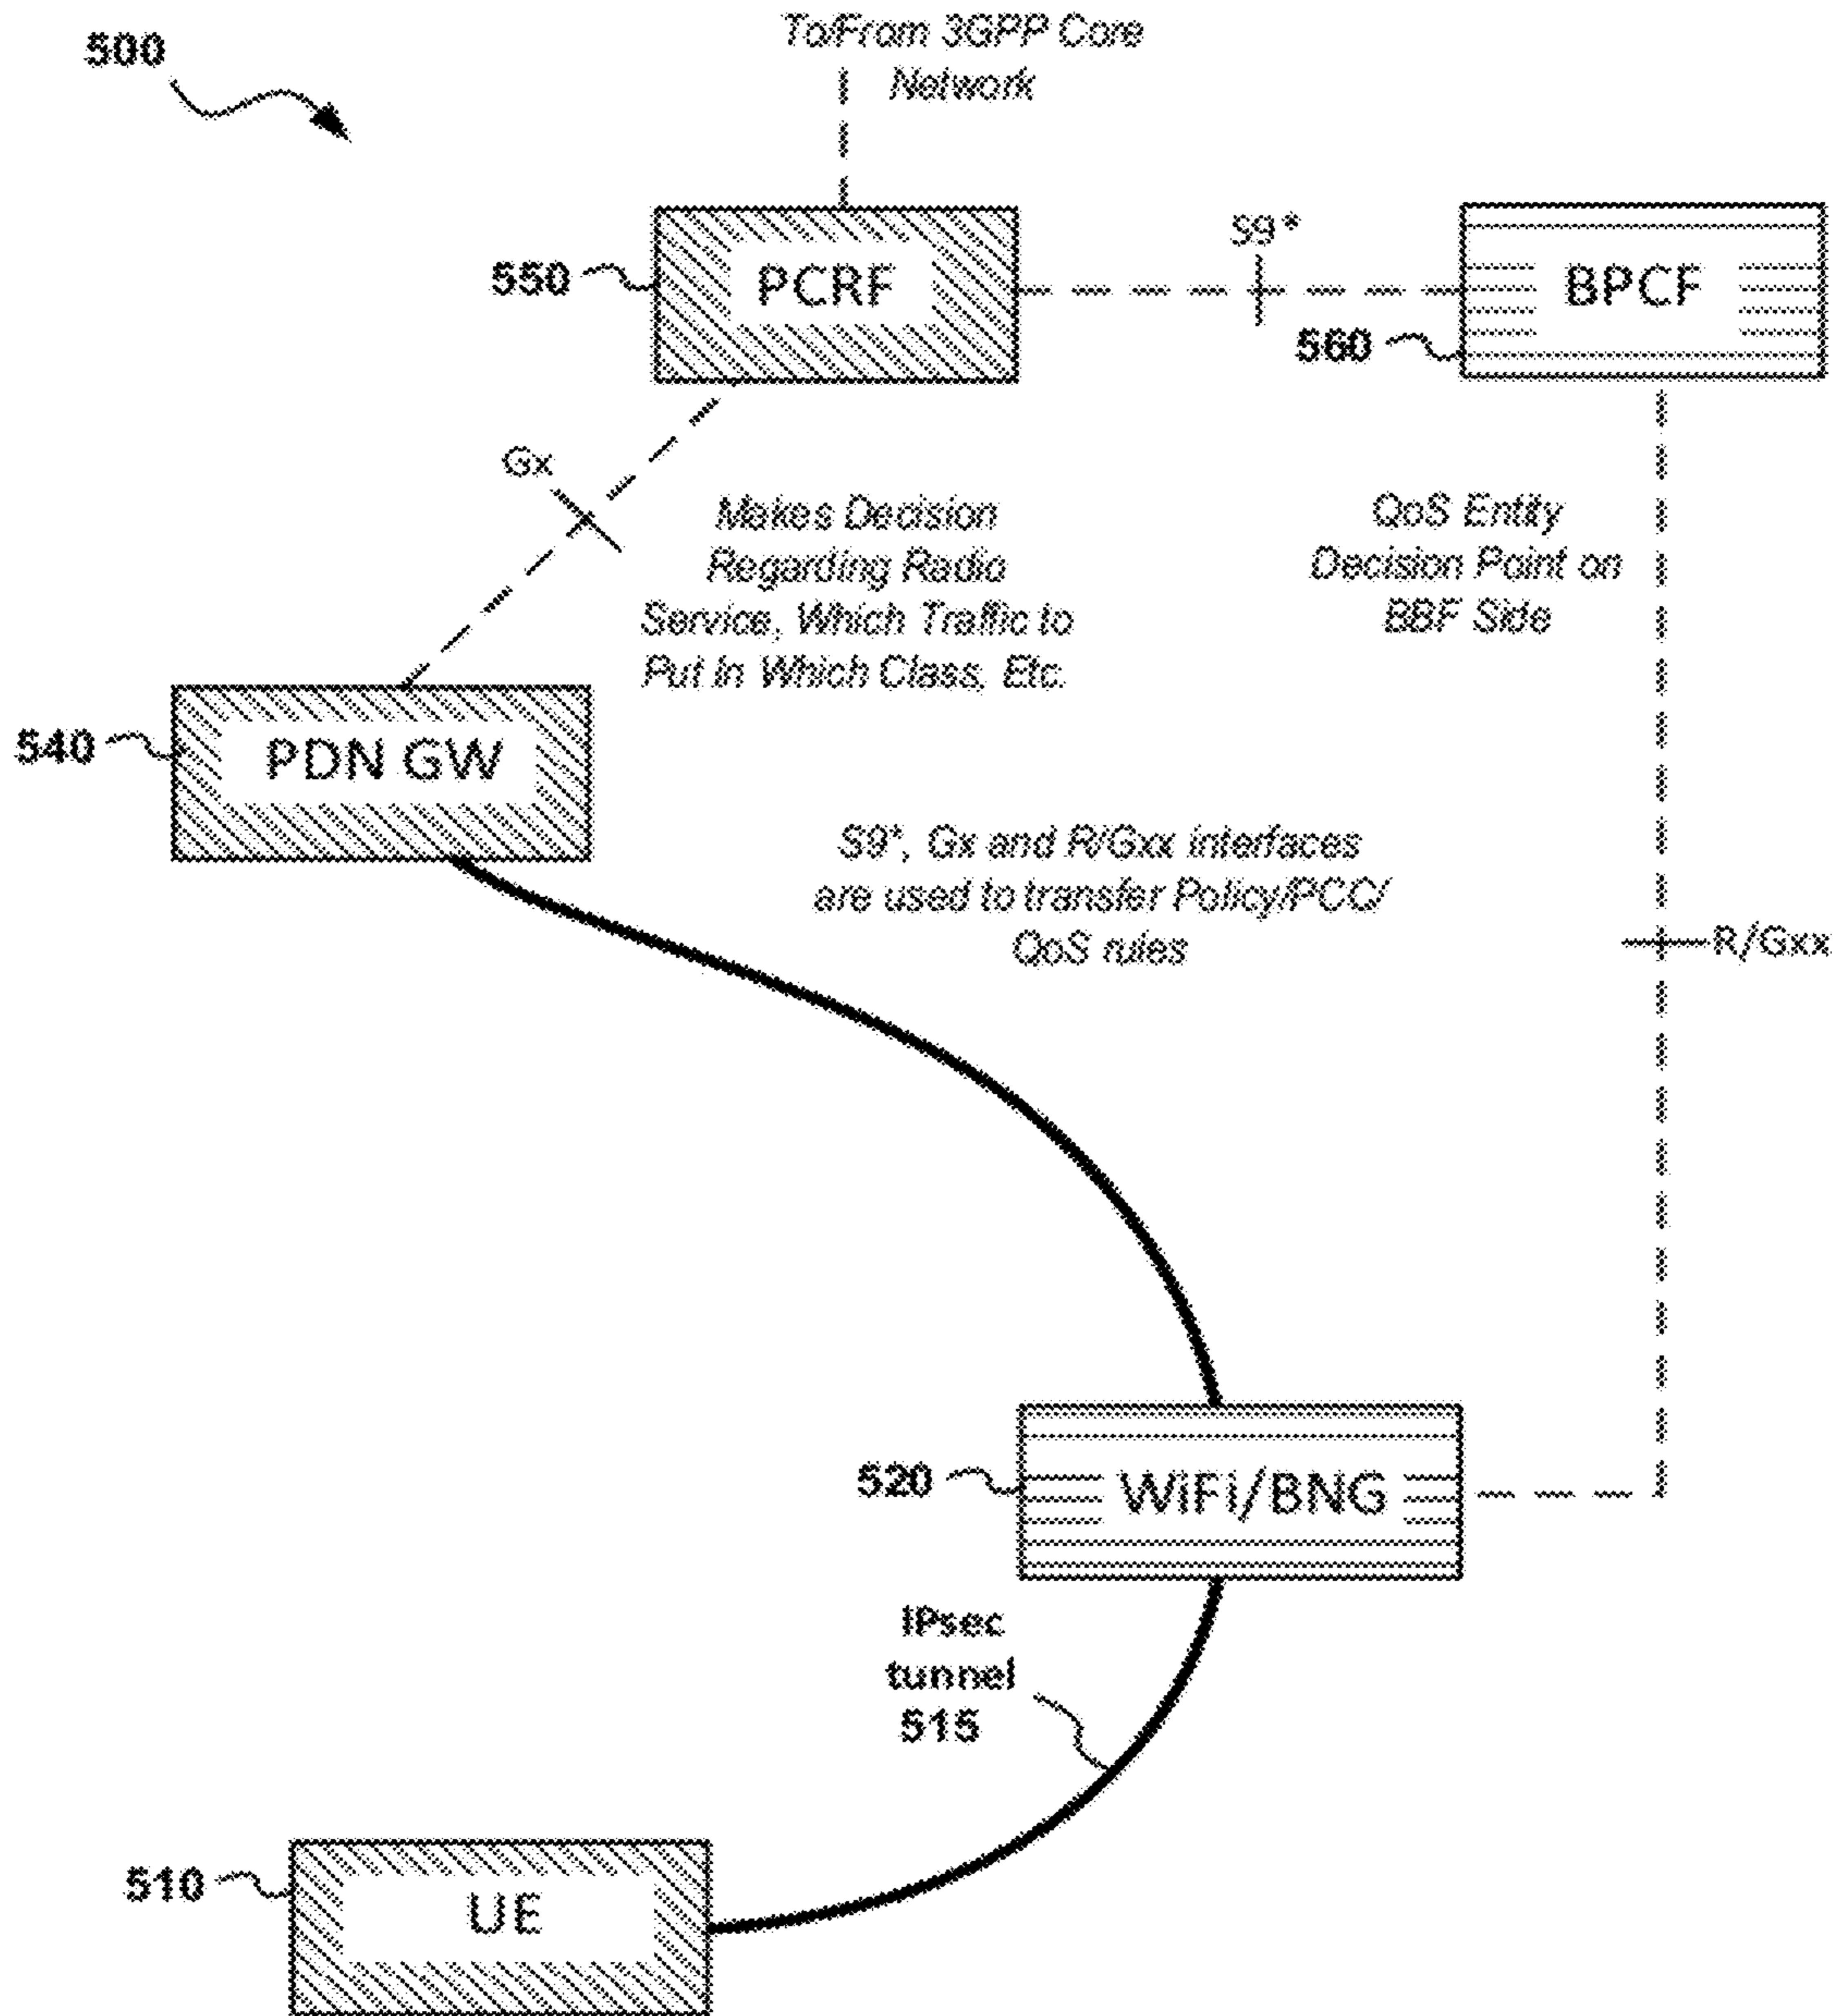 500
To/From 3GPP Core
Network
550
PCRF
S9*
BPCF
560
Gx
Makes Decision
Regarding Radio
Service, Which Traffic to
Put in Which Class, Etc.
QoS Entity
Decision Point on
BBF Side
540
PDN GW
S9*, Gx and R/Gxx interfaces
are used to transfer Policy/PCC/
QoS rules
R/Gxx
520
WiFi/BNG
IPsec
tunnel
515
510
UE